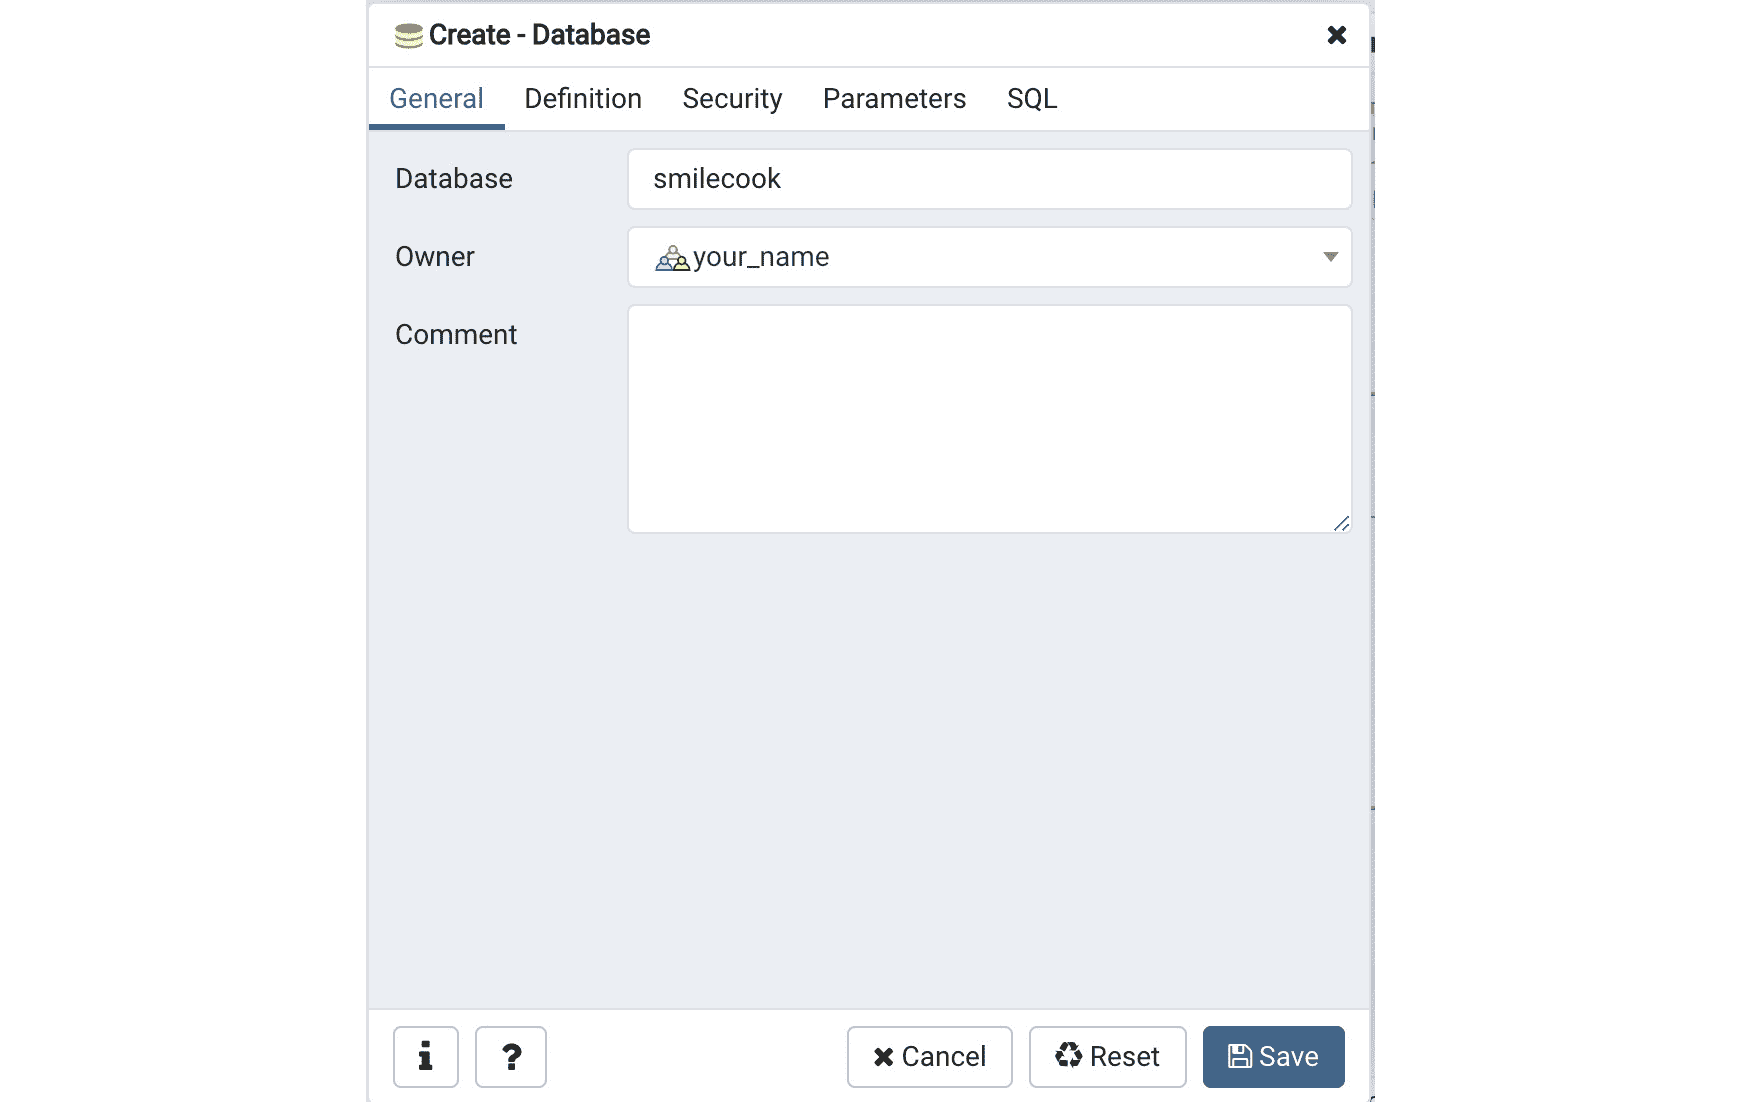 Create - Database
General Definition Security Parameters SQL
Database smilecook
Owner your_name
Comment
Cancel Reset Save